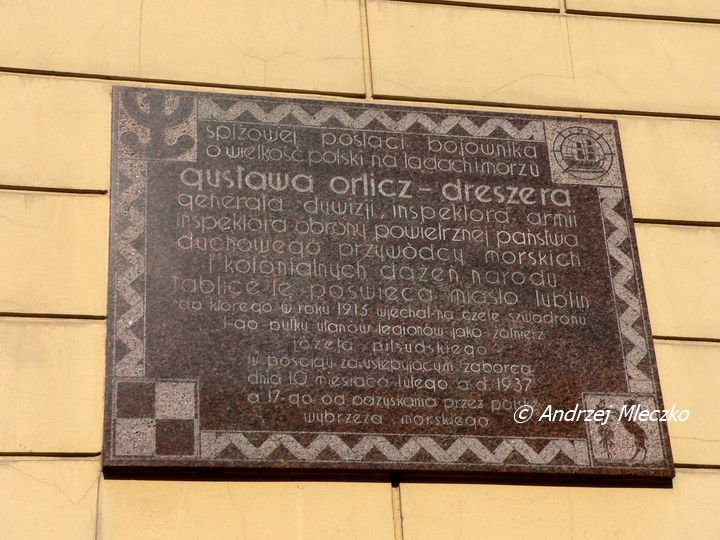 spiżowej postaci bojownika
o wielkość polski na lądach i morzu
gustawa orlicz – dreszera
generała dywizji, inspektora armii
inspektora obrony powietrznej państwa
duchowego przywódcy morskich
i kolonialnych dążeń narodu
tablicę tę poświęca miasto lublin
do którego w roku 1915 wjechał na czele szwadronu
1-go pułku ułanów legionów jako żołnierz
józefa piłsudskiego
w pościgu za ustępującym zaborcą
dnia 10 miesiąca lutego a.d. 1937
a 17-go od odzyskania przez polskę
wybrzeża morskiego
© Andrzej Mleczko